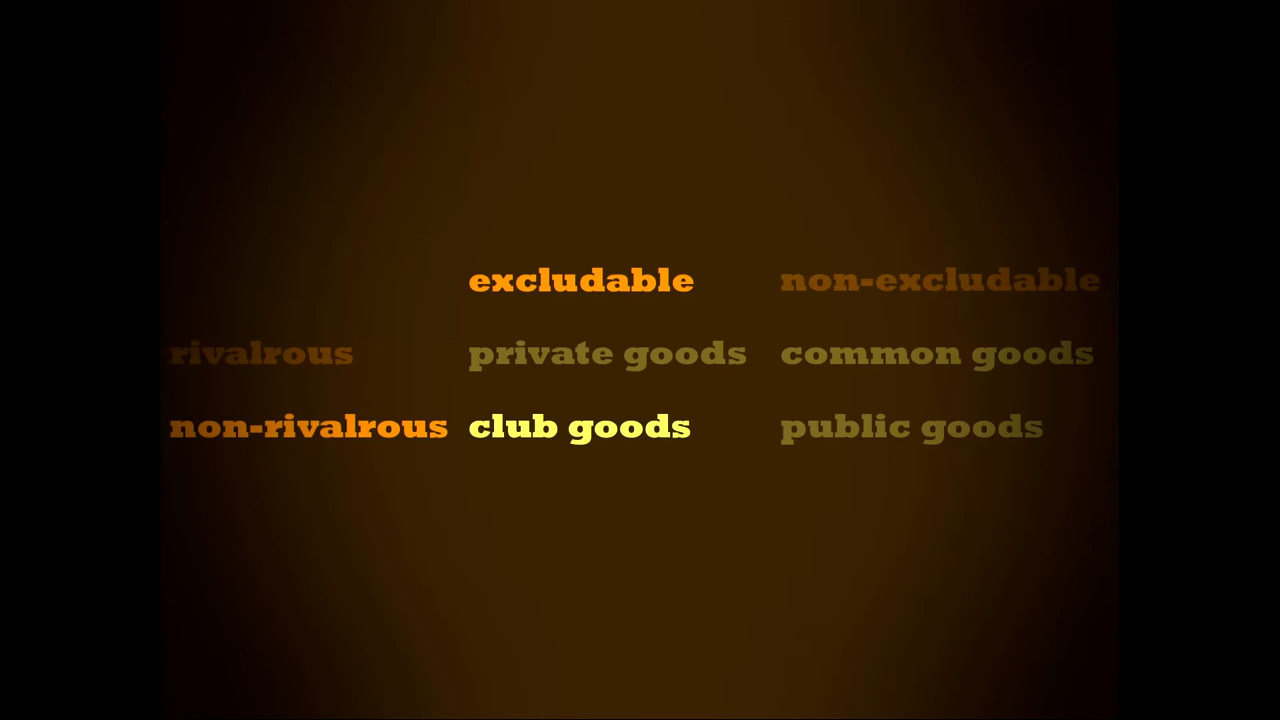 excludable non-excludable
rivalrous private goods common goods
non-rivalrous club goods public goods